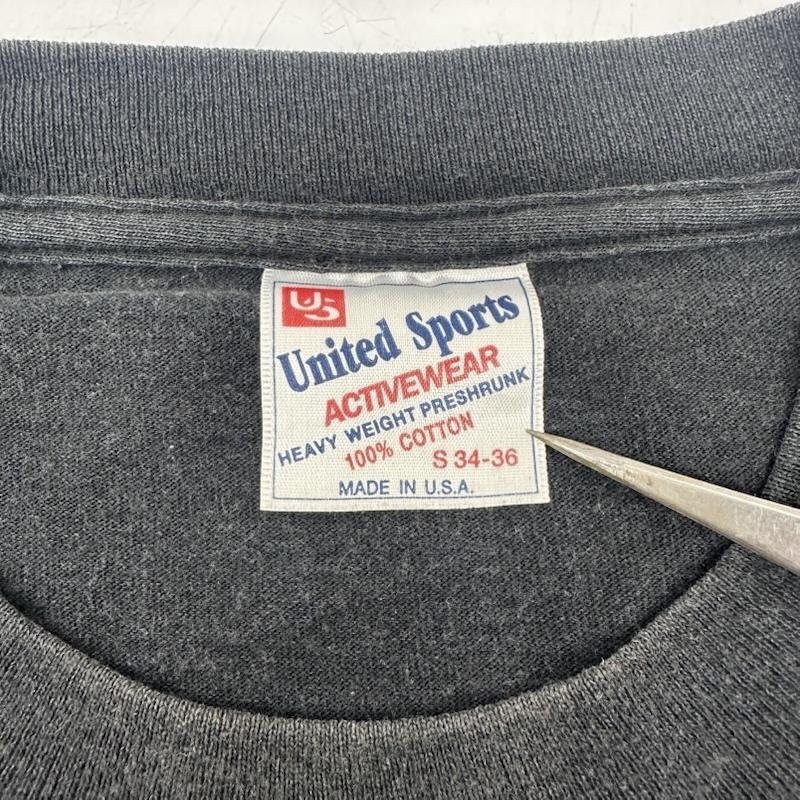 US
United Sports
ACTIVEWEAR
HEAVY WEIGHT PRESHRUNK
100% COTTON
S 34-36
MADE IN U.S.A.